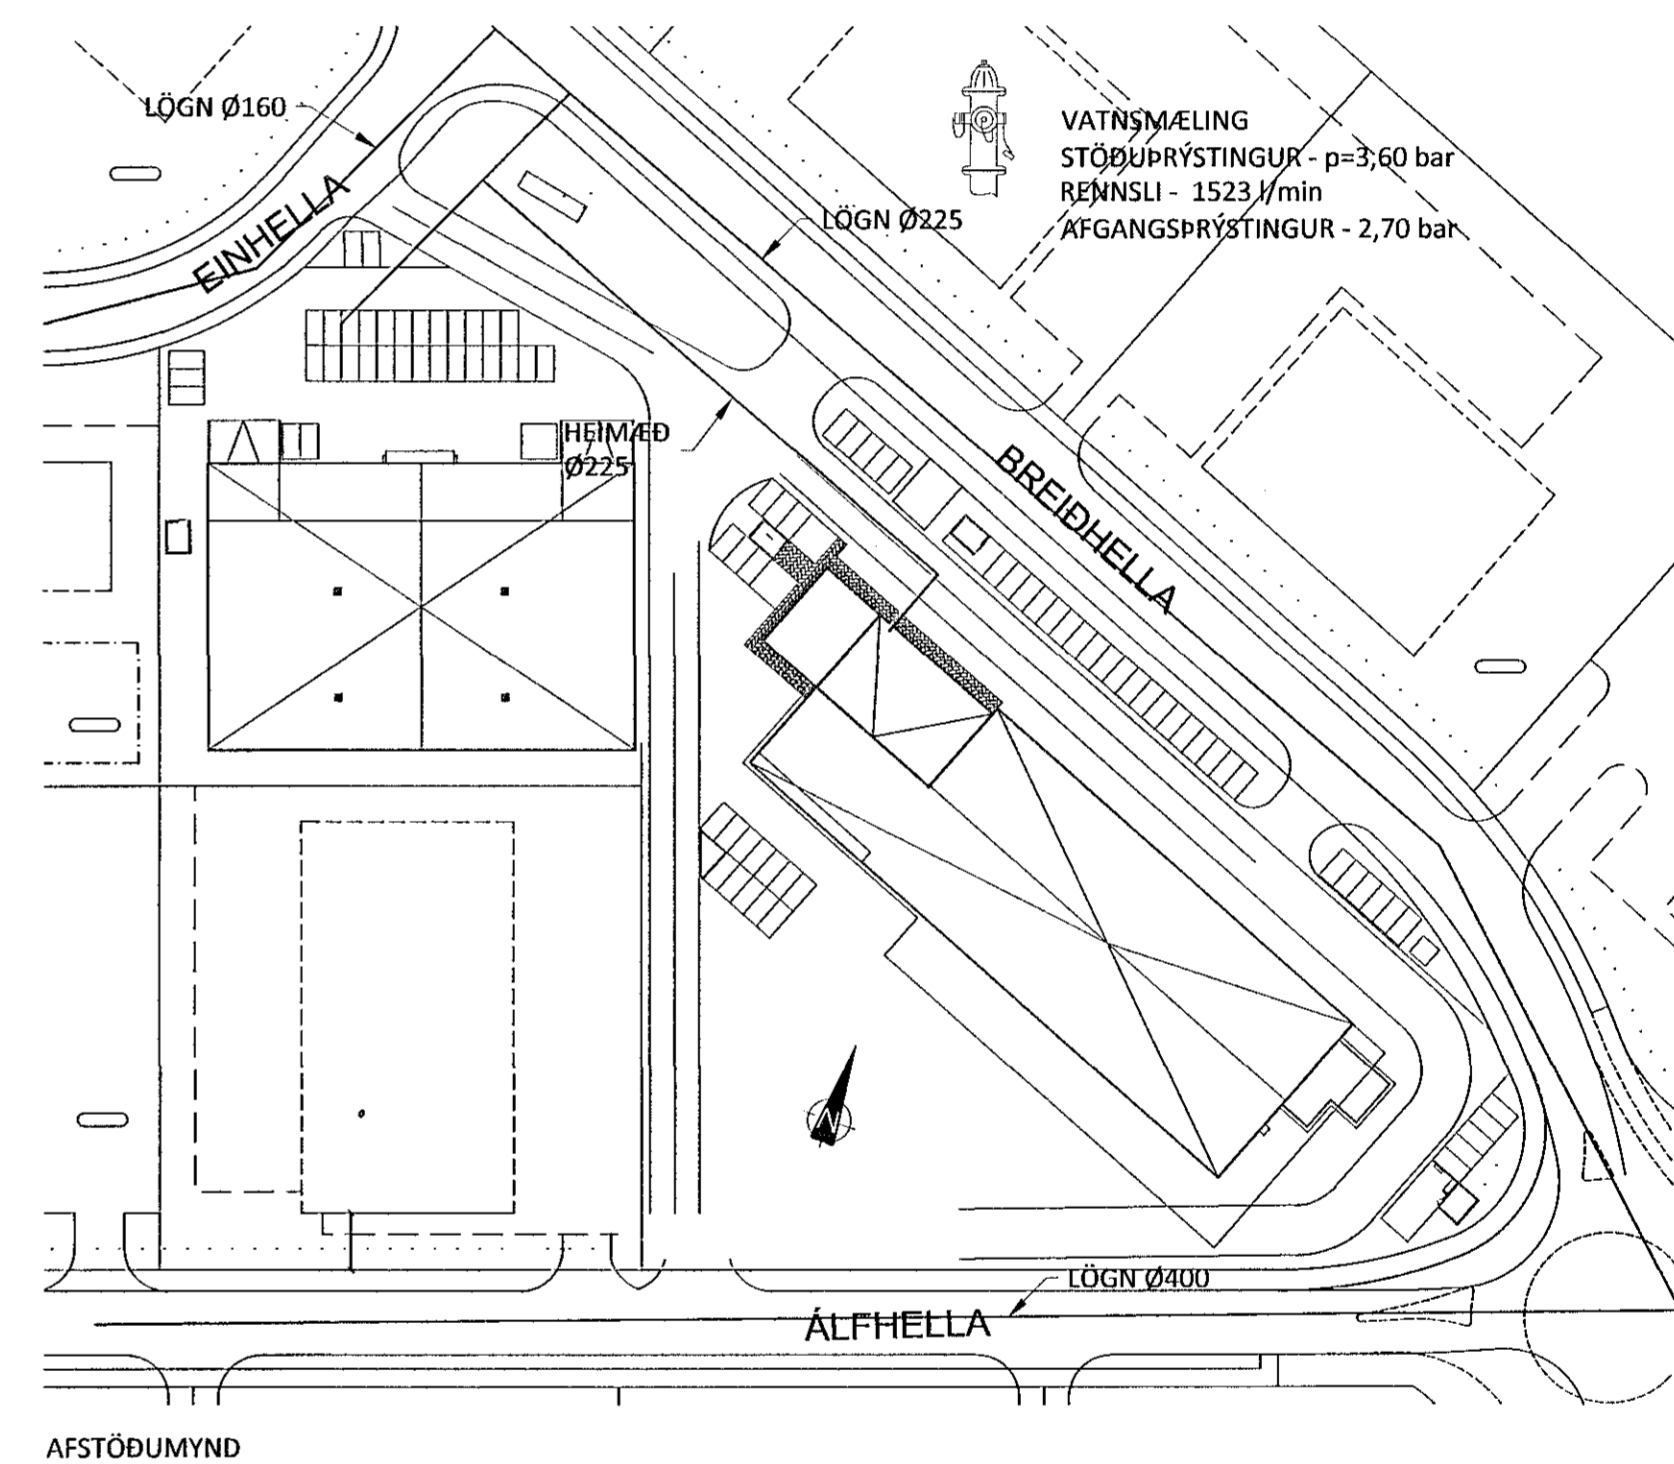 LÖGN Ø160
VATNSMÆLING
STÖÐUÞRÝSTINGUR - p=3,60 bar
RENNSLI - 1523 l/min
AFGANGSÞRÝSTINGUR - 2,70 bar
EINHELLA
LÖGN Ø225
HEIMÆÐ
Ø225
BREIÐHELLA
N
LÖGN Ø400
ÁLFHELLA
AFSTÖÐUMYND